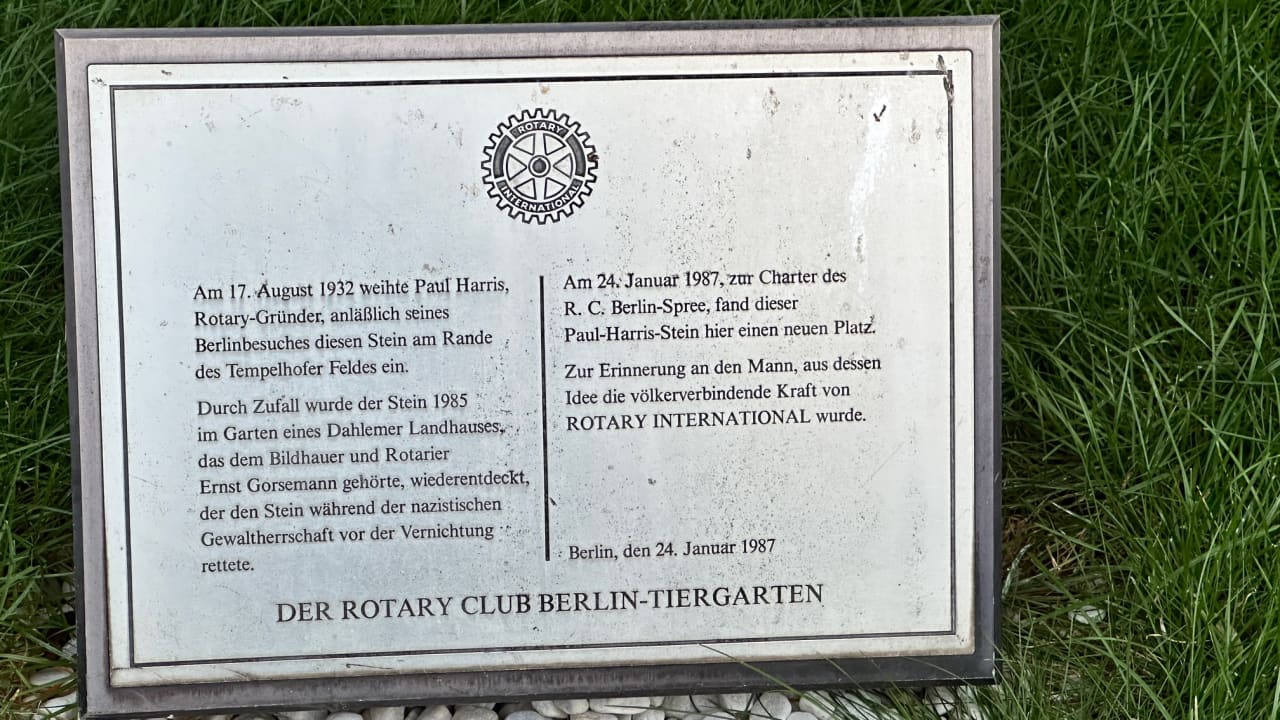 ROTARY
INTERNATIONAL
Am 17. August 1932 weihte Paul Harris,
Rotary-Gründer, anläßlich seines
Berlinbesuches diesen Stein am Rande
des Tempelhofer Feldes ein.
Durch Zufall wurde der Stein 1985
im Garten eines Dahlemer Landhauses,
das dem Bildhauer und Rotarier
Ernst Gorsemann gehörte, wiederentdeckt,
der den Stein während der nazistischen
Gewaltherrschaft vor der Vernichtung
rettete.
Am 24. Januar 1987, zur Charter des
R. C. Berlin-Spree, fand dieser
Paul-Harris-Stein hier einen neuen Platz.
Zur Erinnerung an den Mann, aus dessen
Idee die völkerverbindende Kraft von
ROTARY INTERNATIONAL wurde.
Berlin, den 24. Januar 1987
DER ROTARY CLUB BERLIN-TIERGARTEN